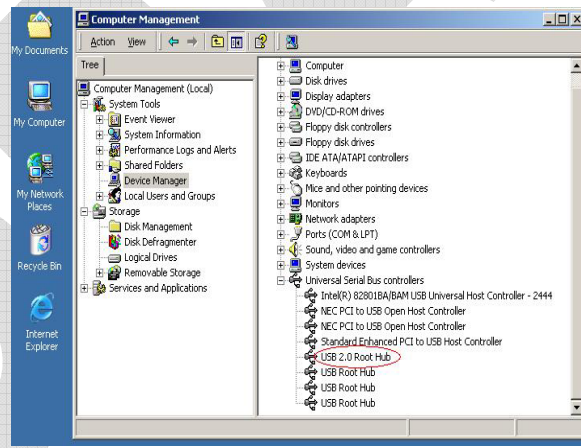 My Documents
My Computer
My Network
Places
Recycle Bin
Internet
Explorer
Computer Management
Action View
Tree
Computer Management (Local)
System Tools
Event Viewer
System Information
Performance Logs and Alerts
Shared Folders
Device Manager
Local Users and Groups
Storage
Disk Management
Disk Defragmenter
Logical Drives
Removable Storage
Services and Applications
Computer
Disk drives
Display adapters
DVD/CD-ROM drives
Floppy disk controllers
Floppy disk drives
IDE ATA/ATAPI controllers
Keyboards
Mice and other pointing devices
Monitors
Network adapters
Ports (COM & LPT)
Sound, video and game controllers
System devices
Universal Serial Bus controllers
Intel(R) 82801BA/BAM USB Universal Host Controller - 2444
NEC PCI to USB Open Host Controller
NEC PCI to USB Open Host Controller
Standard Enhanced PCI to USB Host Controller
USB 2.0 Root Hub
USB Root Hub
USB Root Hub
USB Root Hub